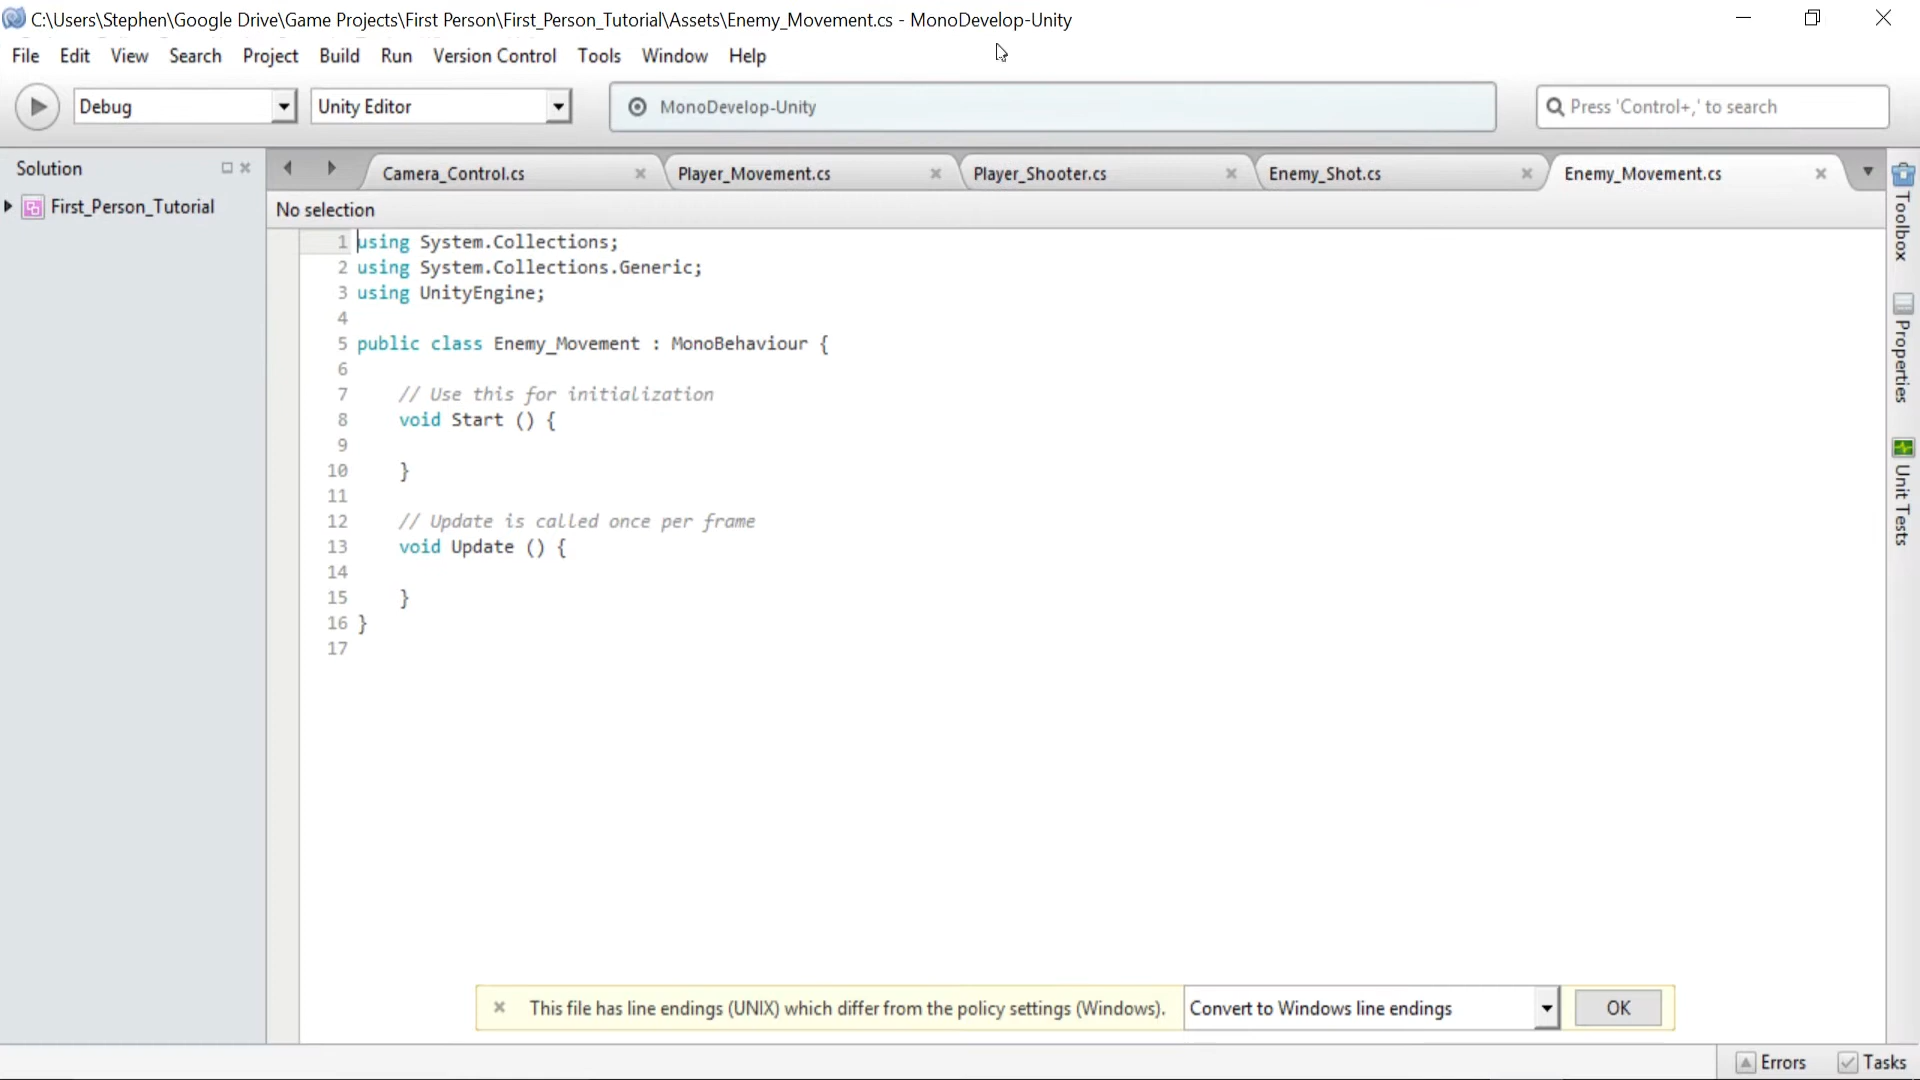 C:\Users\Stephen\Google Drive\Game Projects\First Person\First_Person_Tutorial\Assets\Enemy_Movement.cs - MonoDevelop-Unity
File Edit View Search Project Build Run Version Control Tools Window Help
Debug Unity Editor MonoDevelop-Unity Press 'Control+,' to search
Solution Camera_Control.cs Player_Movement.cs Player_Shooter.cs Enemy_Shot.cs Enemy_Movement.cs
First_Person_Tutorial No selection
1 using System.Collections;
2 using System.Collections.Generic;
3 using UnityEngine;
4
5 public class Enemy_Movement : MonoBehaviour {
6
7 // Use this for initialization
8 void Start () {
9
10 }
11
12 // Update is called once per frame
13 void Update () {
14
15 }
16 }
17
Toolbox
Properties
Unit Tests
This file has line endings (UNIX) which differ from the policy settings (Windows). Convert to Windows line endings OK
Errors Tasks